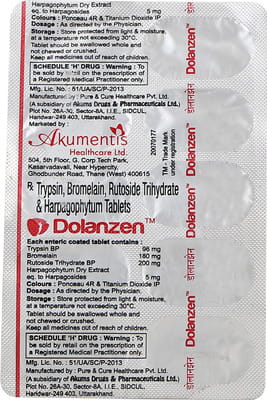 Harpagophytum Dry Extract
eq. to Harpagosides 5 mg
Colours : Ponceau 4R & Titanium Dioxide IP
Dosage : As directed by the Physician.
Storage : Store protected from light & moisture,
at a temperature not exceeding 30°C.
Tablet should be swallowed whole and
not chewed or crushed.
Keep all medicines out of reach of children.
SCHEDULE 'H' DRUG : Warning : To
be sold by retail on the prescription of
a Registered Medical Practitioner only.
Mfg. Lic. No. : 51/UA/SC/P-2013
Manufactured by : Pure & Cure Healthcare Pvt. Ltd.
(A subsidiary of Akums Drugs & Pharmaceuticals Ltd.)
Plot No. 26A-30, Sector-8A, I.I.E., SIDCUL,
Haridwar-249 403, Uttarakhand.
Marketed by :
Akumentis
Healthcare Ltd.
504, 5th Floor, G. Corp Tech Park,
Kasarvadavali, Near Hypercity,
Ghodbunder Road, Thane (West) 400615
20070177
TM - Trade Mark
under registration
Rx Trypsin, Bromelain, Rutoside Trihydrate
& Harpagophytum Tablets
Dolanzen™
Each enteric coated tablet contains :
Trypsin BP 96 mg
Bromelain 180 mg
Rutoside Trihydrate BP 200 mg
Harpagophytum Dry Extract
eq. to Harpagosides 5 mg
Colours : Ponceau 4R & Titanium Dioxide IP
Dosage : As directed by the Physician.
Storage : Store protected from light & moisture,
at a temperature not exceeding 30°C.
Tablet should be swallowed whole and
not chewed or crushed.
Keep all medicines out of reach of children.
SCHEDULE 'H' DRUG : Warning : To
be sold by retail on the prescription of
a Registered Medical Practitioner only.
Mfg. Lic. No. : 51/UA/SC/P-2013
Manufactured by : Pure & Cure Healthcare Pvt. Ltd.
(A subsidiary of Akums Drugs & Pharmaceuticals Ltd.)
Plot No. 26A-30, Sector-8A, I.I.E., SIDCUL,
Haridwar-249 403, Uttarakhand.
Dolanzen™
डोलानझेन
Dolanzen™
डोलानझेन
Dolanzen™
डोलानझेन